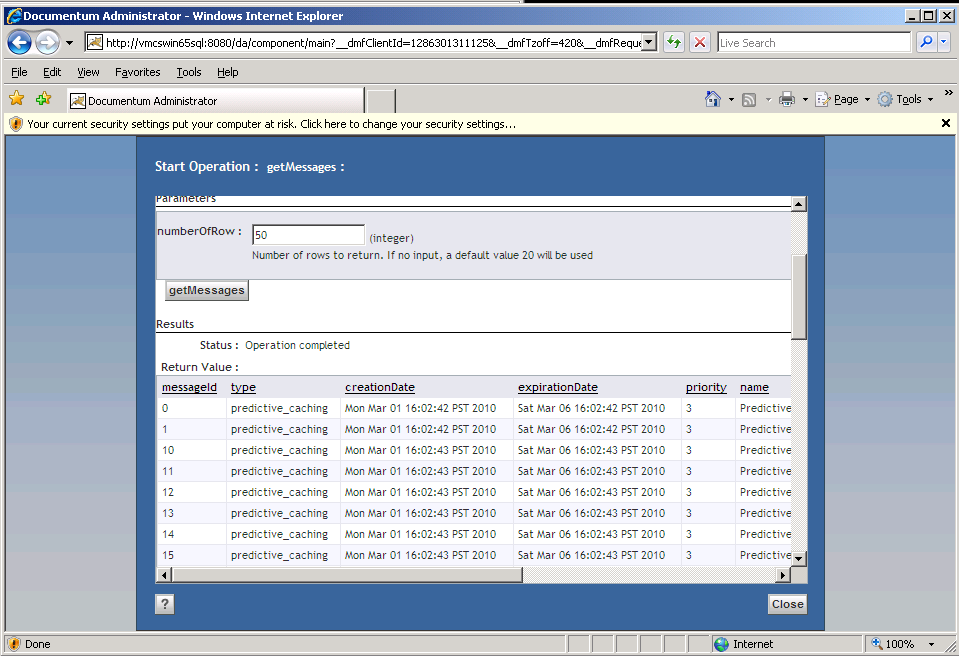 Documentum Administrator - Windows Internet Explorer
http://vmcswin65sql:8080/da/component/main?__dmfClientId=1286301311125&__dmfTzoff=420&__dmfReque
Live Search
File Edit View Favorites Tools Help
Documentum Administrator
Page Tools
Your current security settings put your computer at risk. Click here to change your security settings...
Start Operation : getMessages :
Parameters
numberOfRow : 50 (integer)
Number of rows to return. If no input, a default value 20 will be used
getMessages
Results
Status : Operation completed
Return Value :
messageId type creationDate expirationDate priority name
0 predictive_caching Mon Mar 01 16:02:42 PST 2010 Sat Mar 06 16:02:42 PST 2010 3 Predictive
1 predictive_caching Mon Mar 01 16:02:42 PST 2010 Sat Mar 06 16:02:42 PST 2010 3 Predictive
10 predictive_caching Mon Mar 01 16:02:43 PST 2010 Sat Mar 06 16:02:43 PST 2010 3 Predictive
11 predictive_caching Mon Mar 01 16:02:43 PST 2010 Sat Mar 06 16:02:43 PST 2010 3 Predictive
12 predictive_caching Mon Mar 01 16:02:43 PST 2010 Sat Mar 06 16:02:43 PST 2010 3 Predictive
13 predictive_caching Mon Mar 01 16:02:43 PST 2010 Sat Mar 06 16:02:43 PST 2010 3 Predictive
14 predictive_caching Mon Mar 01 16:02:43 PST 2010 Sat Mar 06 16:02:43 PST 2010 3 Predictive
15 predictive_caching Mon Mar 01 16:02:43 PST 2010 Sat Mar 06 16:02:43 PST 2010 3 Predictive
? Close
Done Internet 100%